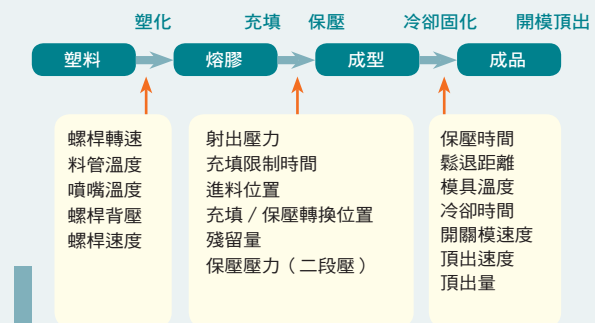 塑化 充填 保壓 冷卻固化 開模頂出
塑料 熔膠 成型 成品
螺桿轉速
料管溫度
噴嘴溫度
螺桿背壓
螺桿速度
射出壓力
充填限制時間
進料位置
充填／保壓轉換位置
殘留量
保壓壓力（二段壓）
保壓時間
鬆退距離
模具溫度
冷卻時間
開關模速度
頂出速度
頂出量